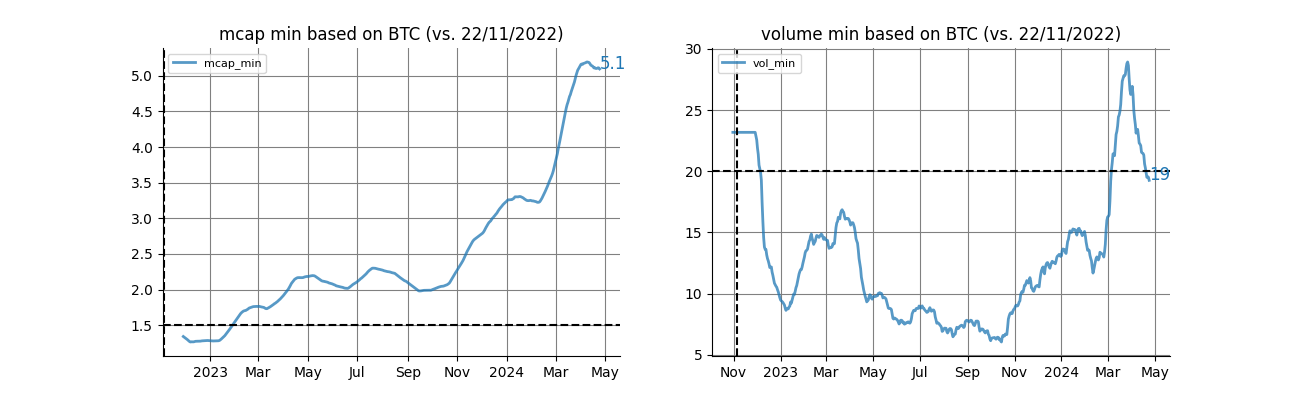 mcap min based on BTC (vs. 22/11/2022)
mcap_min
5.1
5.0
4.5
4.0
3.5
3.0
2.5
2.0
1.5
2023 Mar May Jul Sep Nov 2024 Mar May
volume min based on BTC (vs. 22/11/2022)
vol_min
30
25
20
19
15
10
5
Nov 2023 Mar May Jul Sep Nov 2024 Mar May